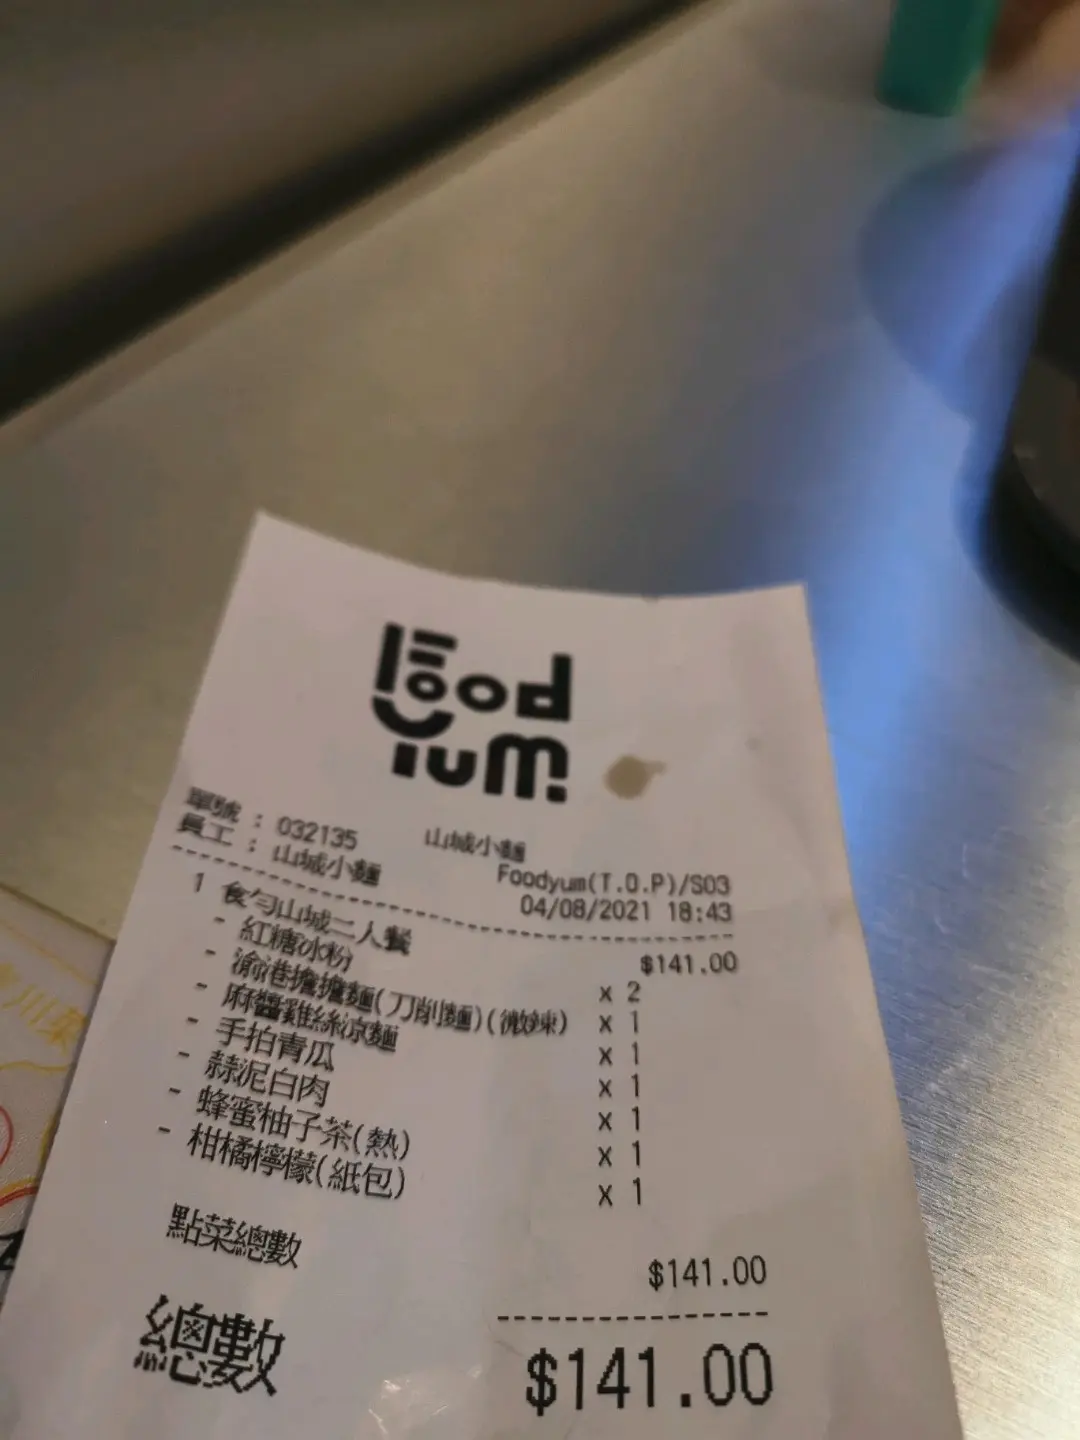 Food
Yum.
山城小麵
單號 : 032135
Foodyum(T.O.P)/S03
員工 : 山城小麵
04/08/2021 18:43
1 食勻山城二人餐 $141.00
- 紅糖冰粉 x 2
- 渝港擔擔麵(刀削麵)(微辣) x 1
- 麻醬雞絲涼麵 x 1
- 手拍青瓜 x 1
- 蒜泥白肉 x 1
- 蜂蜜柚子茶(熱) x 1
- 柑橘檸檬(紙包) x 1
點菜總數 $141.00
總數 $141.00
川菜